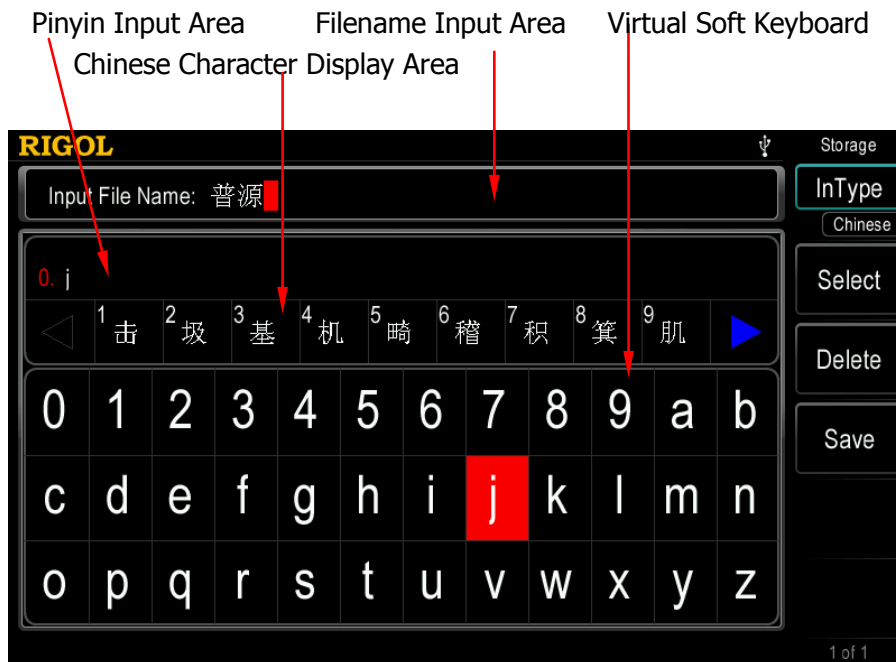 Pinyin Input Area Filename Input Area Virtual Soft Keyboard
Chinese Character Display Area
RIGOL Storage
Input File Name: 普源 InType
Chinese
0. j Select
1 击 2 圾 3 基 4 机 5 畸 6 稽 7 积 8 箕 9 肌
Delete
0 1 2 3 4 5 6 7 8 9 a b
Save
c d e f g h i j k l m n
o p q r s t u v w x y z
1 of 1